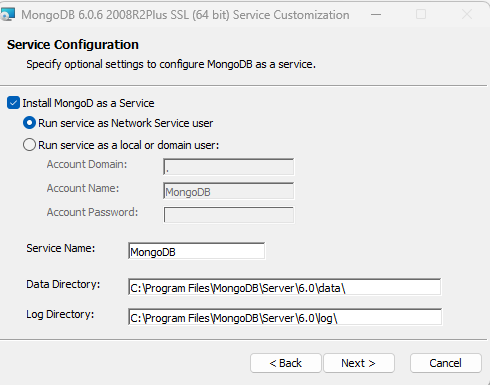 MongoDB 6.0.6 2008R2Plus SSL (64 bit) Service Customization
Service Configuration
Specify optional settings to configure MongoDB as a service.
Install MongoD as a Service
Run service as Network Service user
Run service as a local or domain user:
Account Domain: .
Account Name: MongoDB
Account Password:
Service Name: MongoDB
Data Directory: C:\Program Files\MongoDB\Server\6.0\data\
Log Directory: C:\Program Files\MongoDB\Server\6.0\log\
< Back Next > Cancel